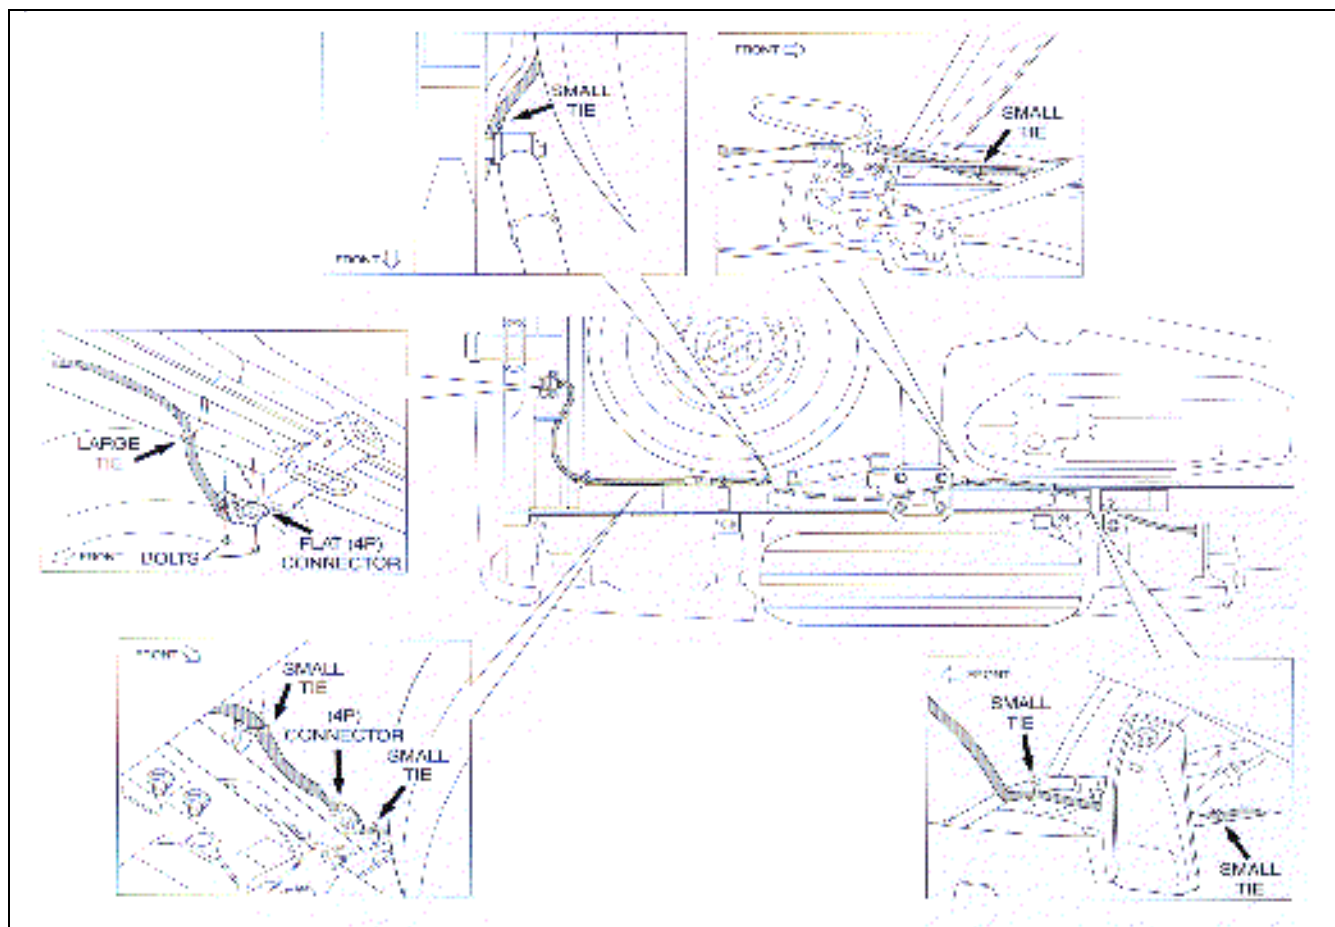 SMALL
TIE
FRONT
FRONT
SMALL
TIE
LARGE
TIE
FRONT
BOLTS
FLAT (4P)
CONNECTOR
FRONT
SMALL
TIE
(4P)
CONNECTOR
SMALL
TIE
FRONT
SMALL
TIE
SMALL
TIE